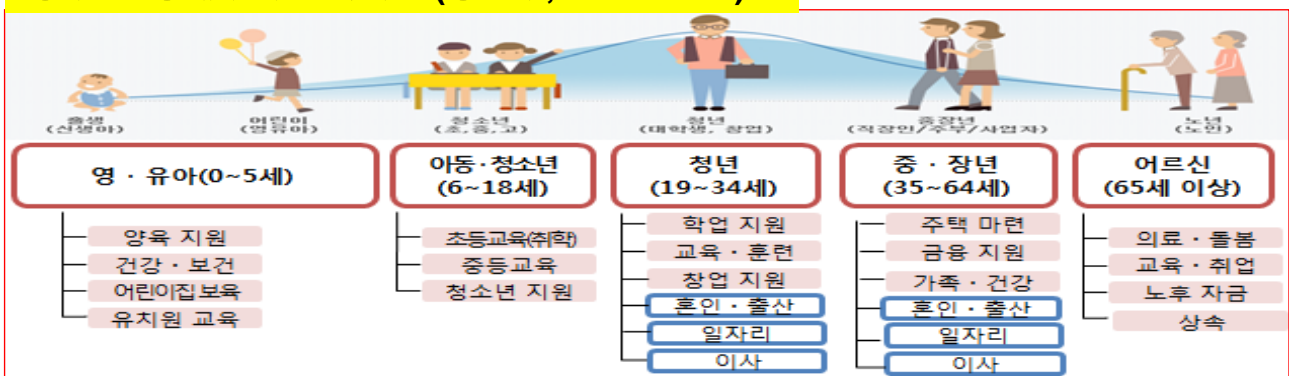 출생
(신생아)
어린이
(영유아)
청소년
(초,중,고)
청년
(대학생, 창업)
중장년
(직장인/주부/사업자)
노년
(노인)
영 · 유아(0~5세)
양육 지원
건강 · 보건
어린이집 보육
유치원 교육
아동·청소년
(6~18세)
초등교육(취학)
중등교육
청소년 지원
청년
(19~34세)
학업 지원
교육 · 훈련
창업 지원
혼인 · 출산
일자리
이사
중 · 장년
(35~64세)
주택 마련
금융 지원
가족 · 건강
혼인 · 출산
일자리
이사
어르신
(65세 이상)
의료 · 돌봄
교육 · 취업
노후 자금
상속